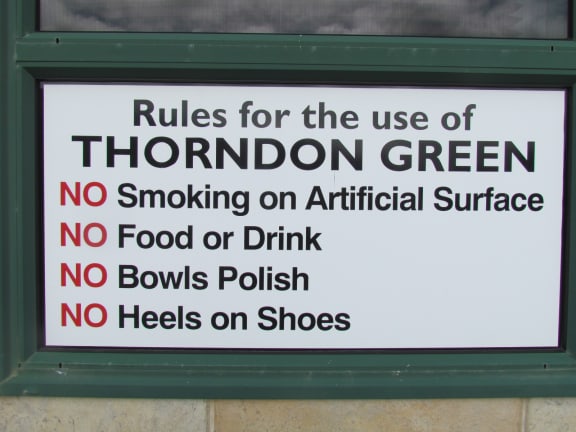 Rules for the use of
THORNDON GREEN
NO Smoking on Artificial Surface
NO Food or Drink
NO Bowls Polish
NO Heels on Shoes